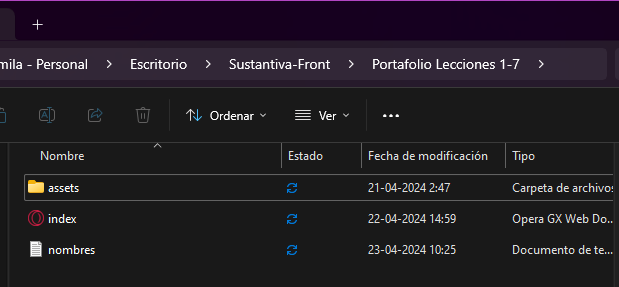 mila - Personal > Escritorio > Sustantiva-Front > Portafolio Lecciones 1-7 >
Ordenar Ver ...
Nombre Estado Fecha de modificación Tipo
assets 21-04-2024 2:47 Carpeta de archivos
index 22-04-2024 14:59 Opera GX Web Do...
nombres 23-04-2024 10:25 Documento de te...